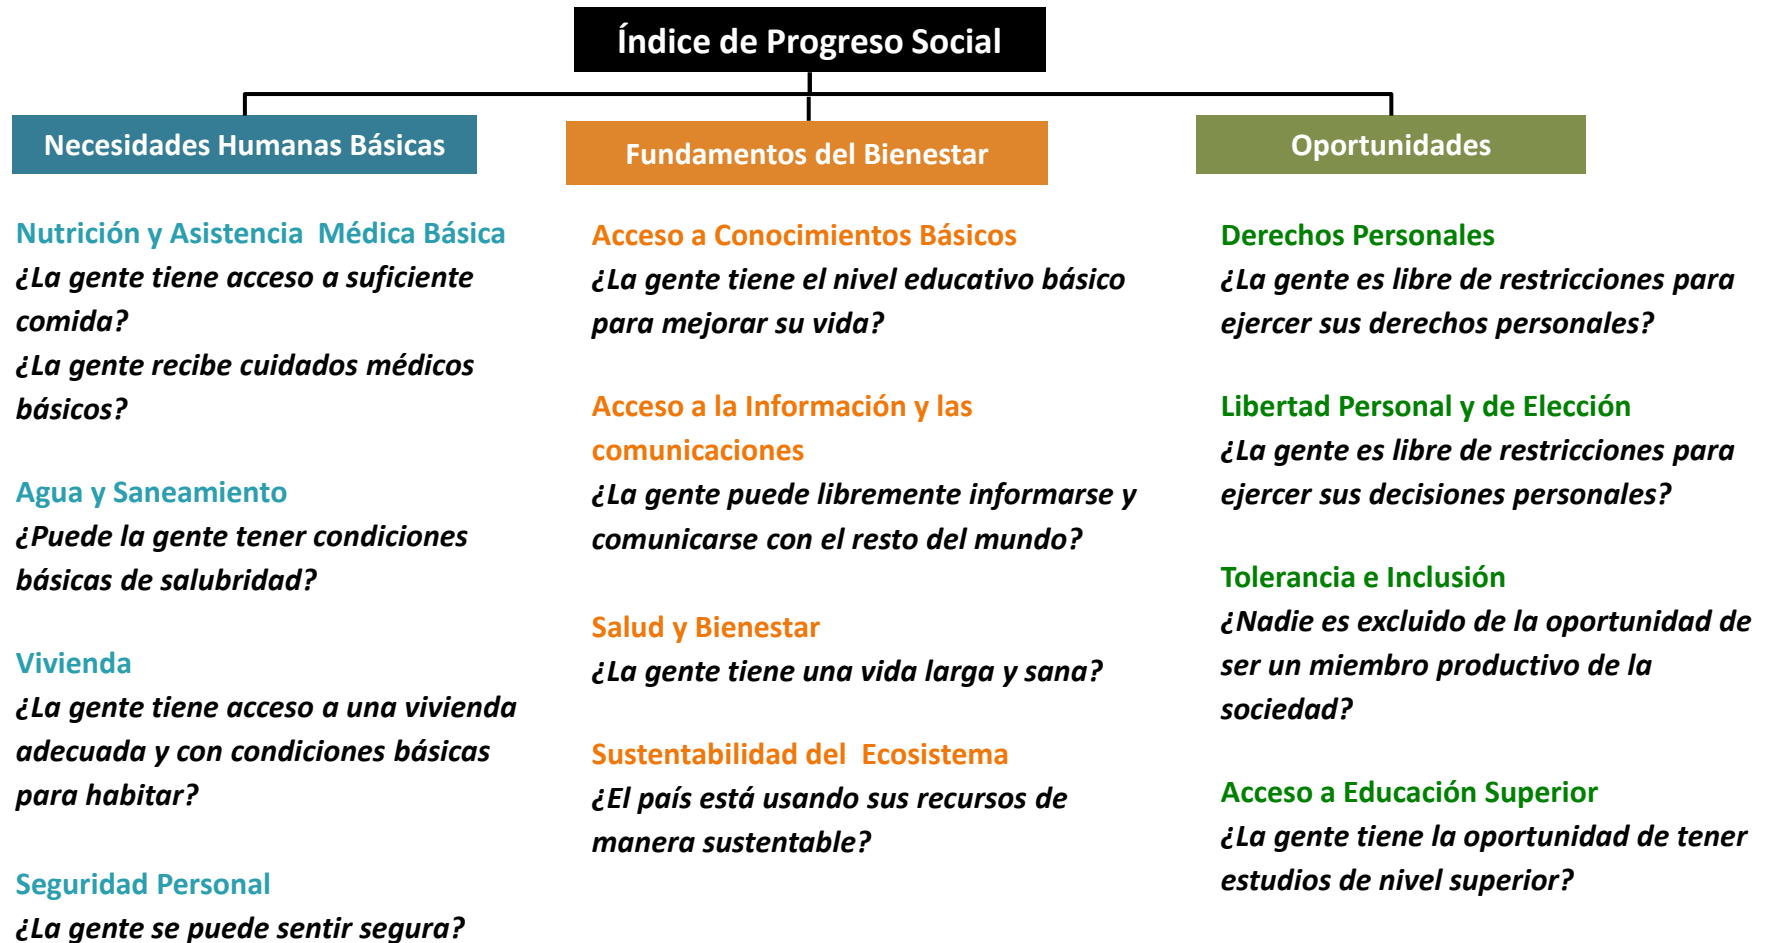 Índice de Progreso Social
Necesidades Humanas Básicas
Nutrición y Asistencia  Médica Básica
¿La gente tiene acceso a suficiente
comida?
¿La gente recibe cuidados médicos
básicos?
Agua y Saneamiento
¿Puede la gente tener condiciones
básicas de salubridad?
Vivienda
¿La gente tiene acceso a una vivienda
adecuada y con condiciones básicas
para habitar?
Seguridad Personal
¿La gente se puede sentir segura?
Fundamentos del Bienestar
Acceso a Conocimientos Básicos
¿La gente tiene el nivel educativo básico
para mejorar su vida?
Acceso a la Información y las
comunicaciones
¿La gente puede libremente informarse y
comunicarse con el resto del mundo?
Salud y Bienestar
¿La gente tiene una vida larga y sana?
Sustentabilidad del  Ecosistema
¿El país está usando sus recursos de
manera sustentable?
Oportunidades
Derechos Personales
¿La gente es libre de restricciones para
ejercer sus derechos personales?
Libertad Personal y de Elección
¿La gente es libre de restricciones para
ejercer sus decisiones personales?
Tolerancia e Inclusión
¿Nadie es excluido de la oportunidad de
ser un miembro productivo de la
sociedad?
Acceso a Educación Superior
¿La gente tiene la oportunidad de tener
estudios de nivel superior?